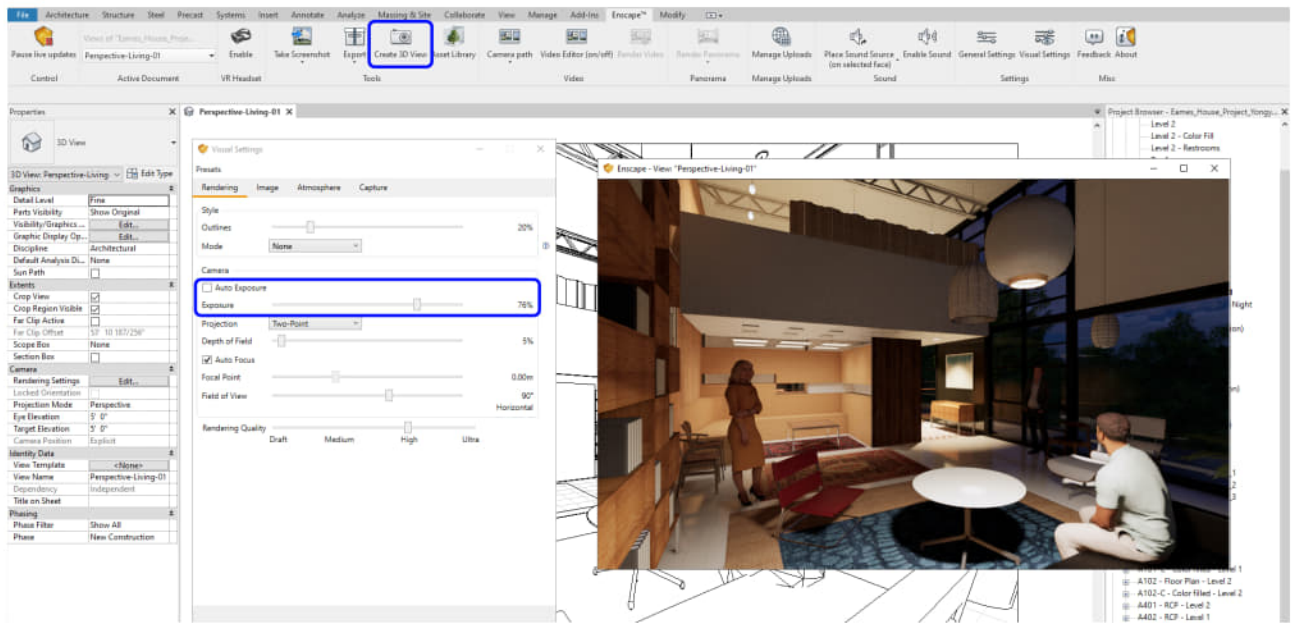 File Architecture Structure Steel Precast Systems Insert Annotate Analyze Massing & Site Collaborate View Manage Add-Ins Enscape™ Modify
Pause live updates
Views of "Eames_House_Proje...
Perspective-Living-01
Enable
Take Screenshot
Export
Create 3D View
Asset Library
Camera path
Video Editor (on/off)
Render Video
Render Panorama
Manage Uploads
Place Sound Source
(on selected face)
Enable Sound
General Settings
Visual Settings
Feedback
About
Control Active Document VR Headset Tools Video Panorama Manage Uploads Sound Settings Misc
Properties
3D View
3D View: Perspective-Living-
Edit Type
Graphics
Detail Level Fine
Parts Visibility Show Original
Visibility/Graphics ... Edit...
Graphic Display Op... Edit...
Discipline Architectural
Default Analysis Di... None
Sun Path
Extents
Crop View
Crop Region Visible
Far Clip Active
Far Clip Offset 53' 10 187/256"
Scope Box None
Section Box
Camera
Rendering Settings Edit...
Locked Orientation
Projection Mode Perspective
Eye Elevation 5' 0"
Target Elevation 5' 0"
Camera Position Explicit
Identity Data
View Template <None>
View Name Perspective-Living-01
Dependency Independent
Title on Sheet
Phasing
Phase Filter Show All
Phase New Construction
Perspective-Living-01
Visual Settings
Presets
Rendering Image Atmosphere Capture
Style
Outlines 20%
Mode None
Camera
Auto Exposure
Exposure 76%
Projection Two-Point
Depth of Field 5%
Auto Focus
Focal Point 0.00m
Field of View 90°
Horizontal
Rendering Quality
Draft Medium High Ultra
Enscape - View: "Perspective-Living-01"
Project Browser - Eames_House_Project_Yongy...
Level 2
Level 2 - Color Fill
Level 2 - Restrooms
Night
A102 - Floor Plan - Level 2
A102-C - Color filled - Level 2
A401 - RCP - Level 2
A402 - RCP - Level 1